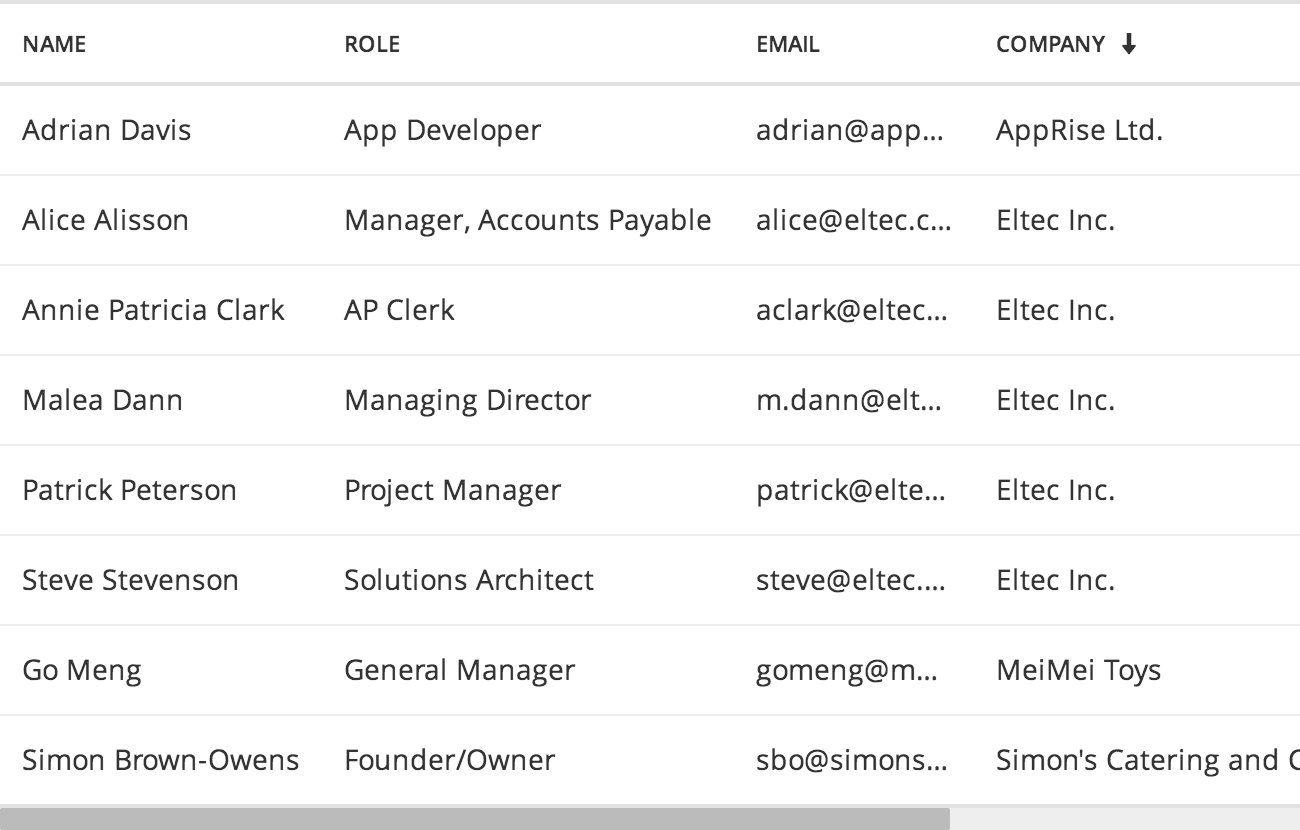 NAME ROLE EMAIL COMPANY
Adrian Davis App Developer adrian@app... AppRise Ltd.
Alice Alisson Manager, Accounts Payable alice@eltec.c... Eltec Inc.
Annie Patricia Clark AP Clerk aclark@eltec... Eltec Inc.
Malea Dann Managing Director m.dann@elt... Eltec Inc.
Patrick Peterson Project Manager patrick@elte... Eltec Inc.
Steve Stevenson Solutions Architect steve@eltec.... Eltec Inc.
Go Meng General Manager gomeng@m... MeiMei Toys
Simon Brown-Owens Founder/Owner sbo@simons... Simon's Catering and